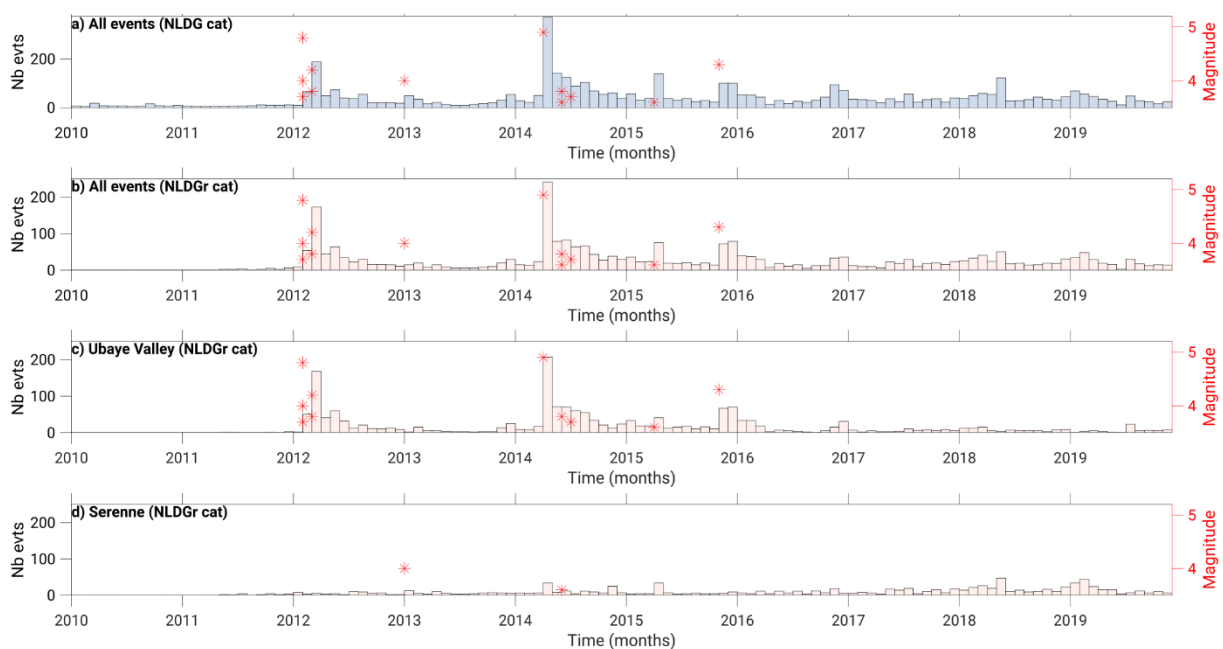 a) All events (NLDG cat)
Nb evts
200
0
5
4
Magnitude
2010 2011 2012 2013 2014 2015 2016 2017 2018 2019
Time (months)
b) All events (NLDGr cat)
Nb evts
200
100
0
5
4
Magnitude
2010 2011 2012 2013 2014 2015 2016 2017 2018 2019
Time (months)
c) Ubaye Valley (NLDGr cat)
Nb evts
200
100
0
5
4
Magnitude
2010 2011 2012 2013 2014 2015 2016 2017 2018 2019
Time (months)
d) Serenne (NLDGr cat)
Nb evts
200
100
0
5
4
Magnitude
2010 2011 2012 2013 2014 2015 2016 2017 2018 2019
Time (months)